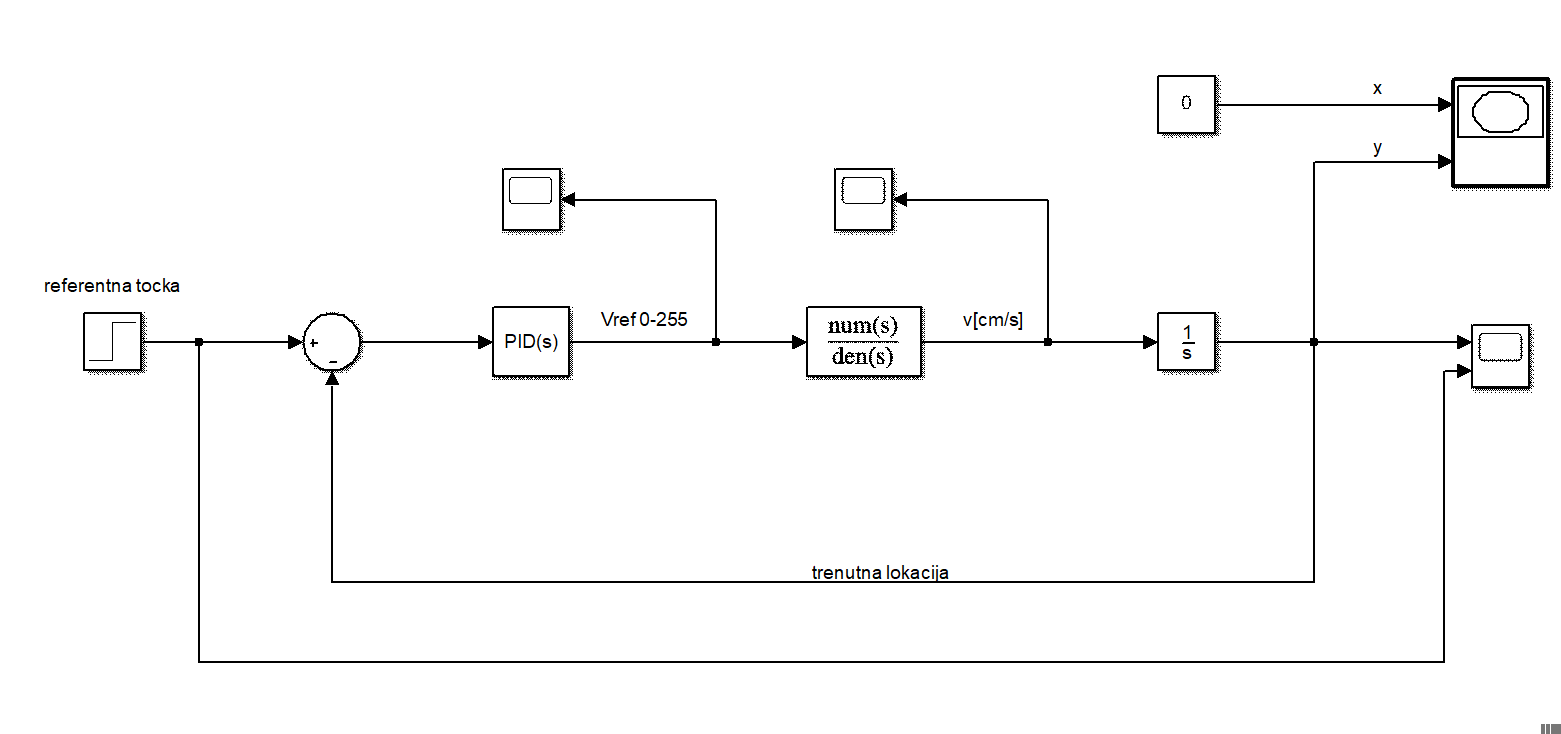 0
x
y
referentna tocka
+
−
PID(s)
Vref 0-255
num(s)
den(s)
v[cm/s]
1
s
trenutna lokacija